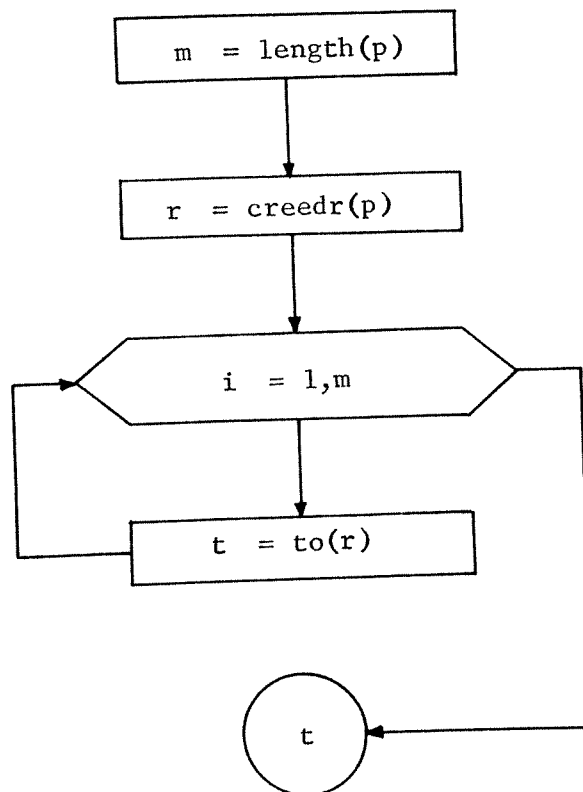 m = length(p)
r = creedr(p)
i = 1,m
t = to(r)
t